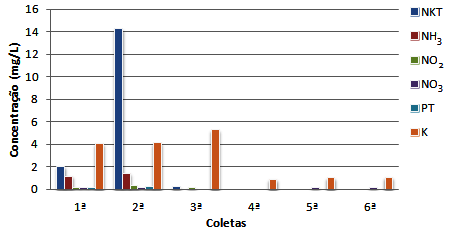 16
14
12
10
8
6
4
2
0
Concentração (mg/L)
1ª 2ª 3ª 4ª 5ª 6ª
Coletas
NKT
NH3
NO2
NO3
PT
K